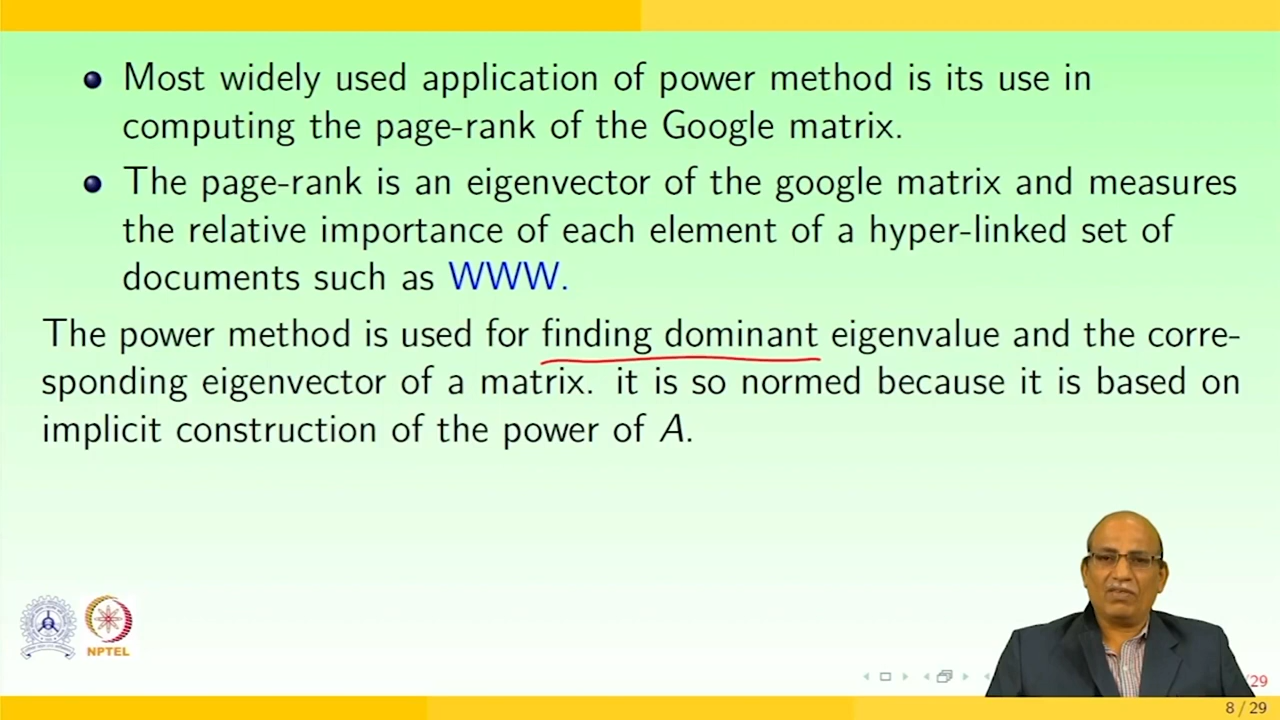 Most widely used application of power method is its use in
computing the page-rank of the Google matrix.
The page-rank is an eigenvector of the google matrix and measures
the relative importance of each element of a hyper-linked set of
documents such as WWW.
The power method is used for finding dominant eigenvalue and the corre-
sponding eigenvector of a matrix. it is so normed because it is based on
implicit construction of the power of A.
NPTEL
/29
8 / 29